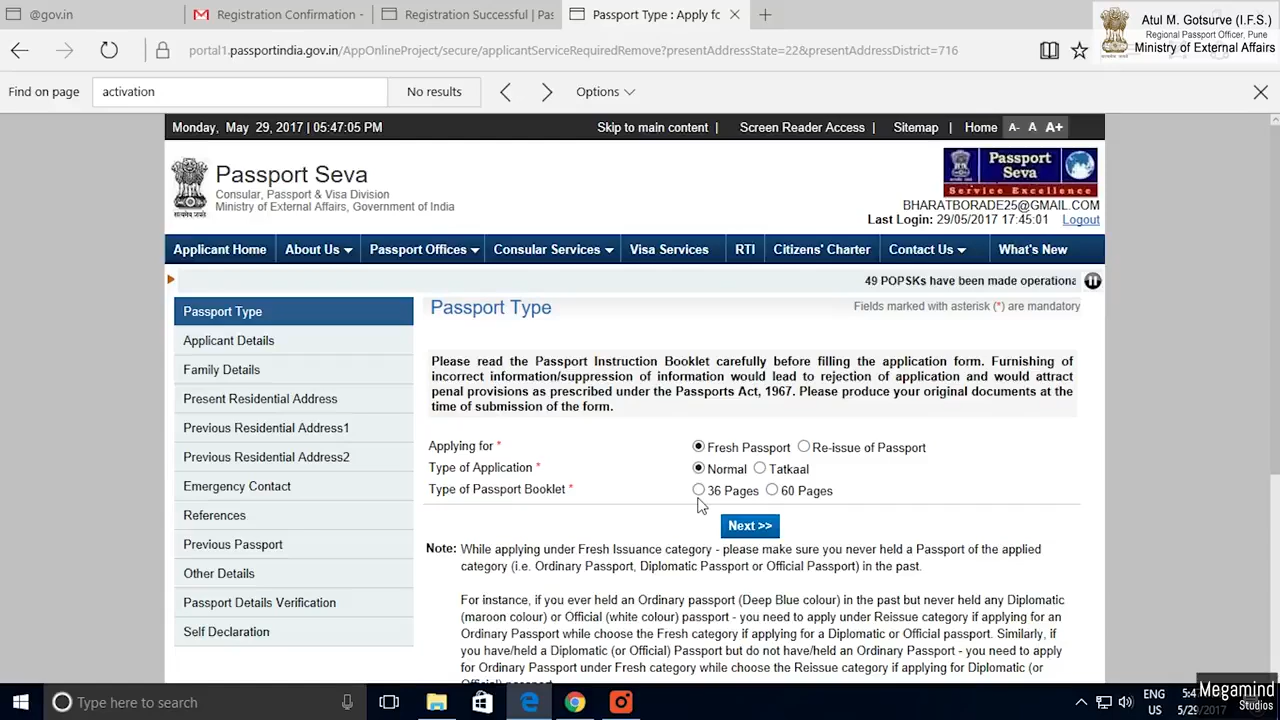 @gov.in
Registration Confirmation -
Registration Successful | Pas
Passport Type : Apply fo
Atul M. Gotsurve (I.F.S.)
Regional Passport Officer, Pune
Ministry of External Affairs
portal1.passportindia.gov.in/AppOnlineProject/secure/applicantServiceRequiredRemove?presentAddressState=22&presentAddressDistrict=716
Find on page
activation
No results
Options
Monday, May 29, 2017 | 05:47:05 PM
Skip to main content | Screen Reader Access | Sitemap | Home A- A A+
Passport Seva
Consular, Passport & Visa Division
Ministry of External Affairs, Government of India
Passport
Seva
Service Excellence
BHARATBORADE25@GMAIL.COM
Last Login: 29/05/2017 17:45:01 Logout
Applicant Home About Us Passport Offices Consular Services Visa Services RTI Citizens' Charter Contact Us What's New
49 POPSKs have been made operationa
Passport Type
Applicant Details
Family Details
Present Residential Address
Previous Residential Address1
Previous Residential Address2
Emergency Contact
References
Previous Passport
Other Details
Passport Details Verification
Self Declaration
Passport Type
Fields marked with asterisk (*) are mandatory
Please read the Passport Instruction Booklet carefully before filling the application form. Furnishing of
incorrect information/suppression of information would lead to rejection of application and would attract
penal provisions as prescribed under the Passports Act, 1967. Please produce your original documents at the
time of submission of the form.
Applying for * Fresh Passport Re-issue of Passport
Type of Application * Normal Tatkaal
Type of Passport Booklet * 36 Pages 60 Pages
Next >>
Note: While applying under Fresh Issuance category - please make sure you never held a Passport of the applied
category (i.e. Ordinary Passport, Diplomatic Passport or Official Passport) in the past.
For instance, if you ever held an Ordinary passport (Deep Blue colour) in the past but never held any Diplomatic
(maroon colour) or Official (white colour) passport - you need to apply under Reissue category if applying for an
Ordinary Passport while choose the Fresh category if applying for a Diplomatic or Official passport. Similarly, if
you have/held a Diplomatic (or Official) Passport but do not have/held an Ordinary Passport - you need to apply
for Ordinary Passport under Fresh category while choose the Reissue category if applying for Diplomatic (or
Official) passport.
Type here to search
ENG
US
5:4
5/29/2017
Megamind
Studios